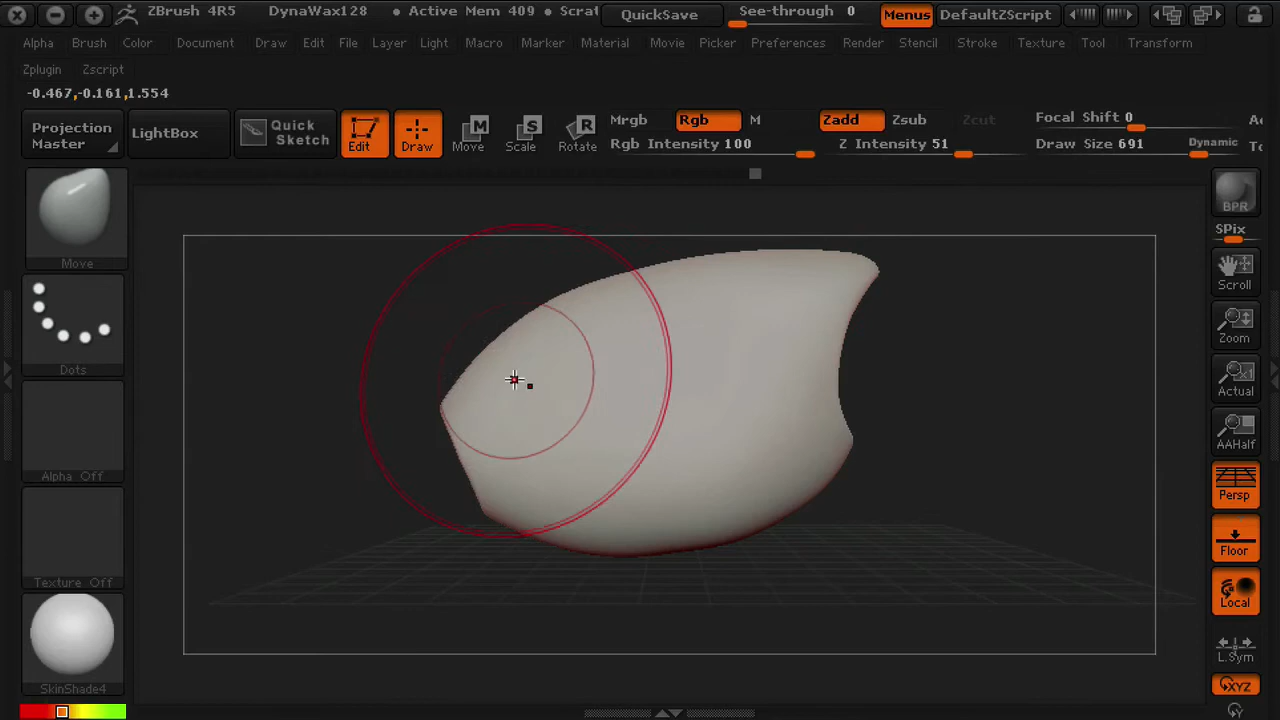 ZBrush 4R5 DynaWax128 • Active Mem 409 • Scrat QuickSave See-through 0 Menus DefaultZScript
Alpha Brush Color Document Draw Edit File Layer Light Macro Marker Material Movie Picker Preferences Render Stencil Stroke Texture Tool Transform
Zplugin Zscript
-0.467,-0.161,1.554
Projection Master
LightBox
Quick Sketch
Edit
Draw
Move
Scale
Rotate
Mrgb Rgb M
Rgb Intensity 100
Zadd Zsub Zcut
Z Intensity 51
Focal Shift 0
Draw Size 691 Dynamic
Move
Dots
Alpha Off
Texture Off
SkinShade4
BPR
SPix
Scroll
Zoom
Actual
AAHalf
Persp
Floor
Local
L.Sym
XYZ